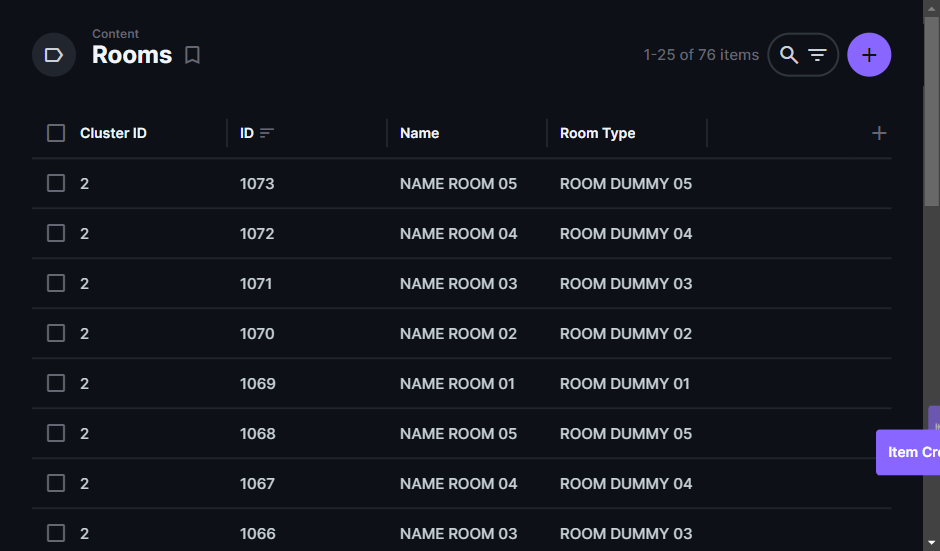 Content
Rooms
1-25 of 76 items
Cluster ID ID Name Room Type
2 1073 NAME ROOM 05 ROOM DUMMY 05
2 1072 NAME ROOM 04 ROOM DUMMY 04
2 1071 NAME ROOM 03 ROOM DUMMY 03
2 1070 NAME ROOM 02 ROOM DUMMY 02
2 1069 NAME ROOM 01 ROOM DUMMY 01
2 1068 NAME ROOM 05 ROOM DUMMY 05
Item Cre
2 1067 NAME ROOM 04 ROOM DUMMY 04
2 1066 NAME ROOM 03 ROOM DUMMY 03